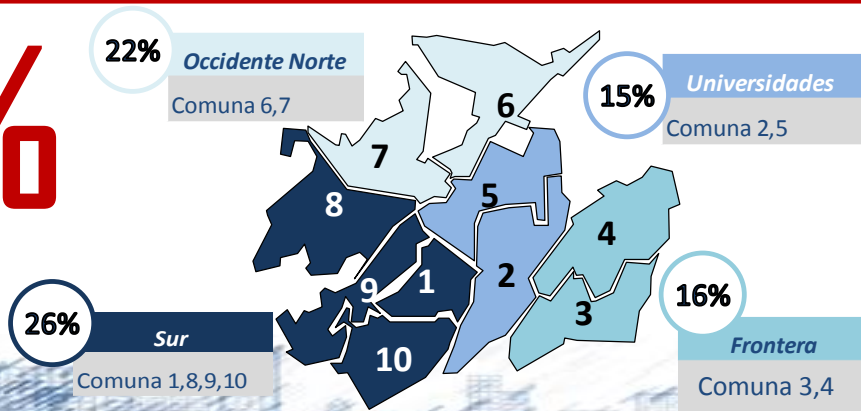 %
22%
Occidente Norte
Comuna 6,7
15%
Universidades
Comuna 2,5
6
7
5
8
4
9
1
2
3
10
26%
Sur
Comuna 1,8,9,10
16%
Frontera
Comuna 3,4